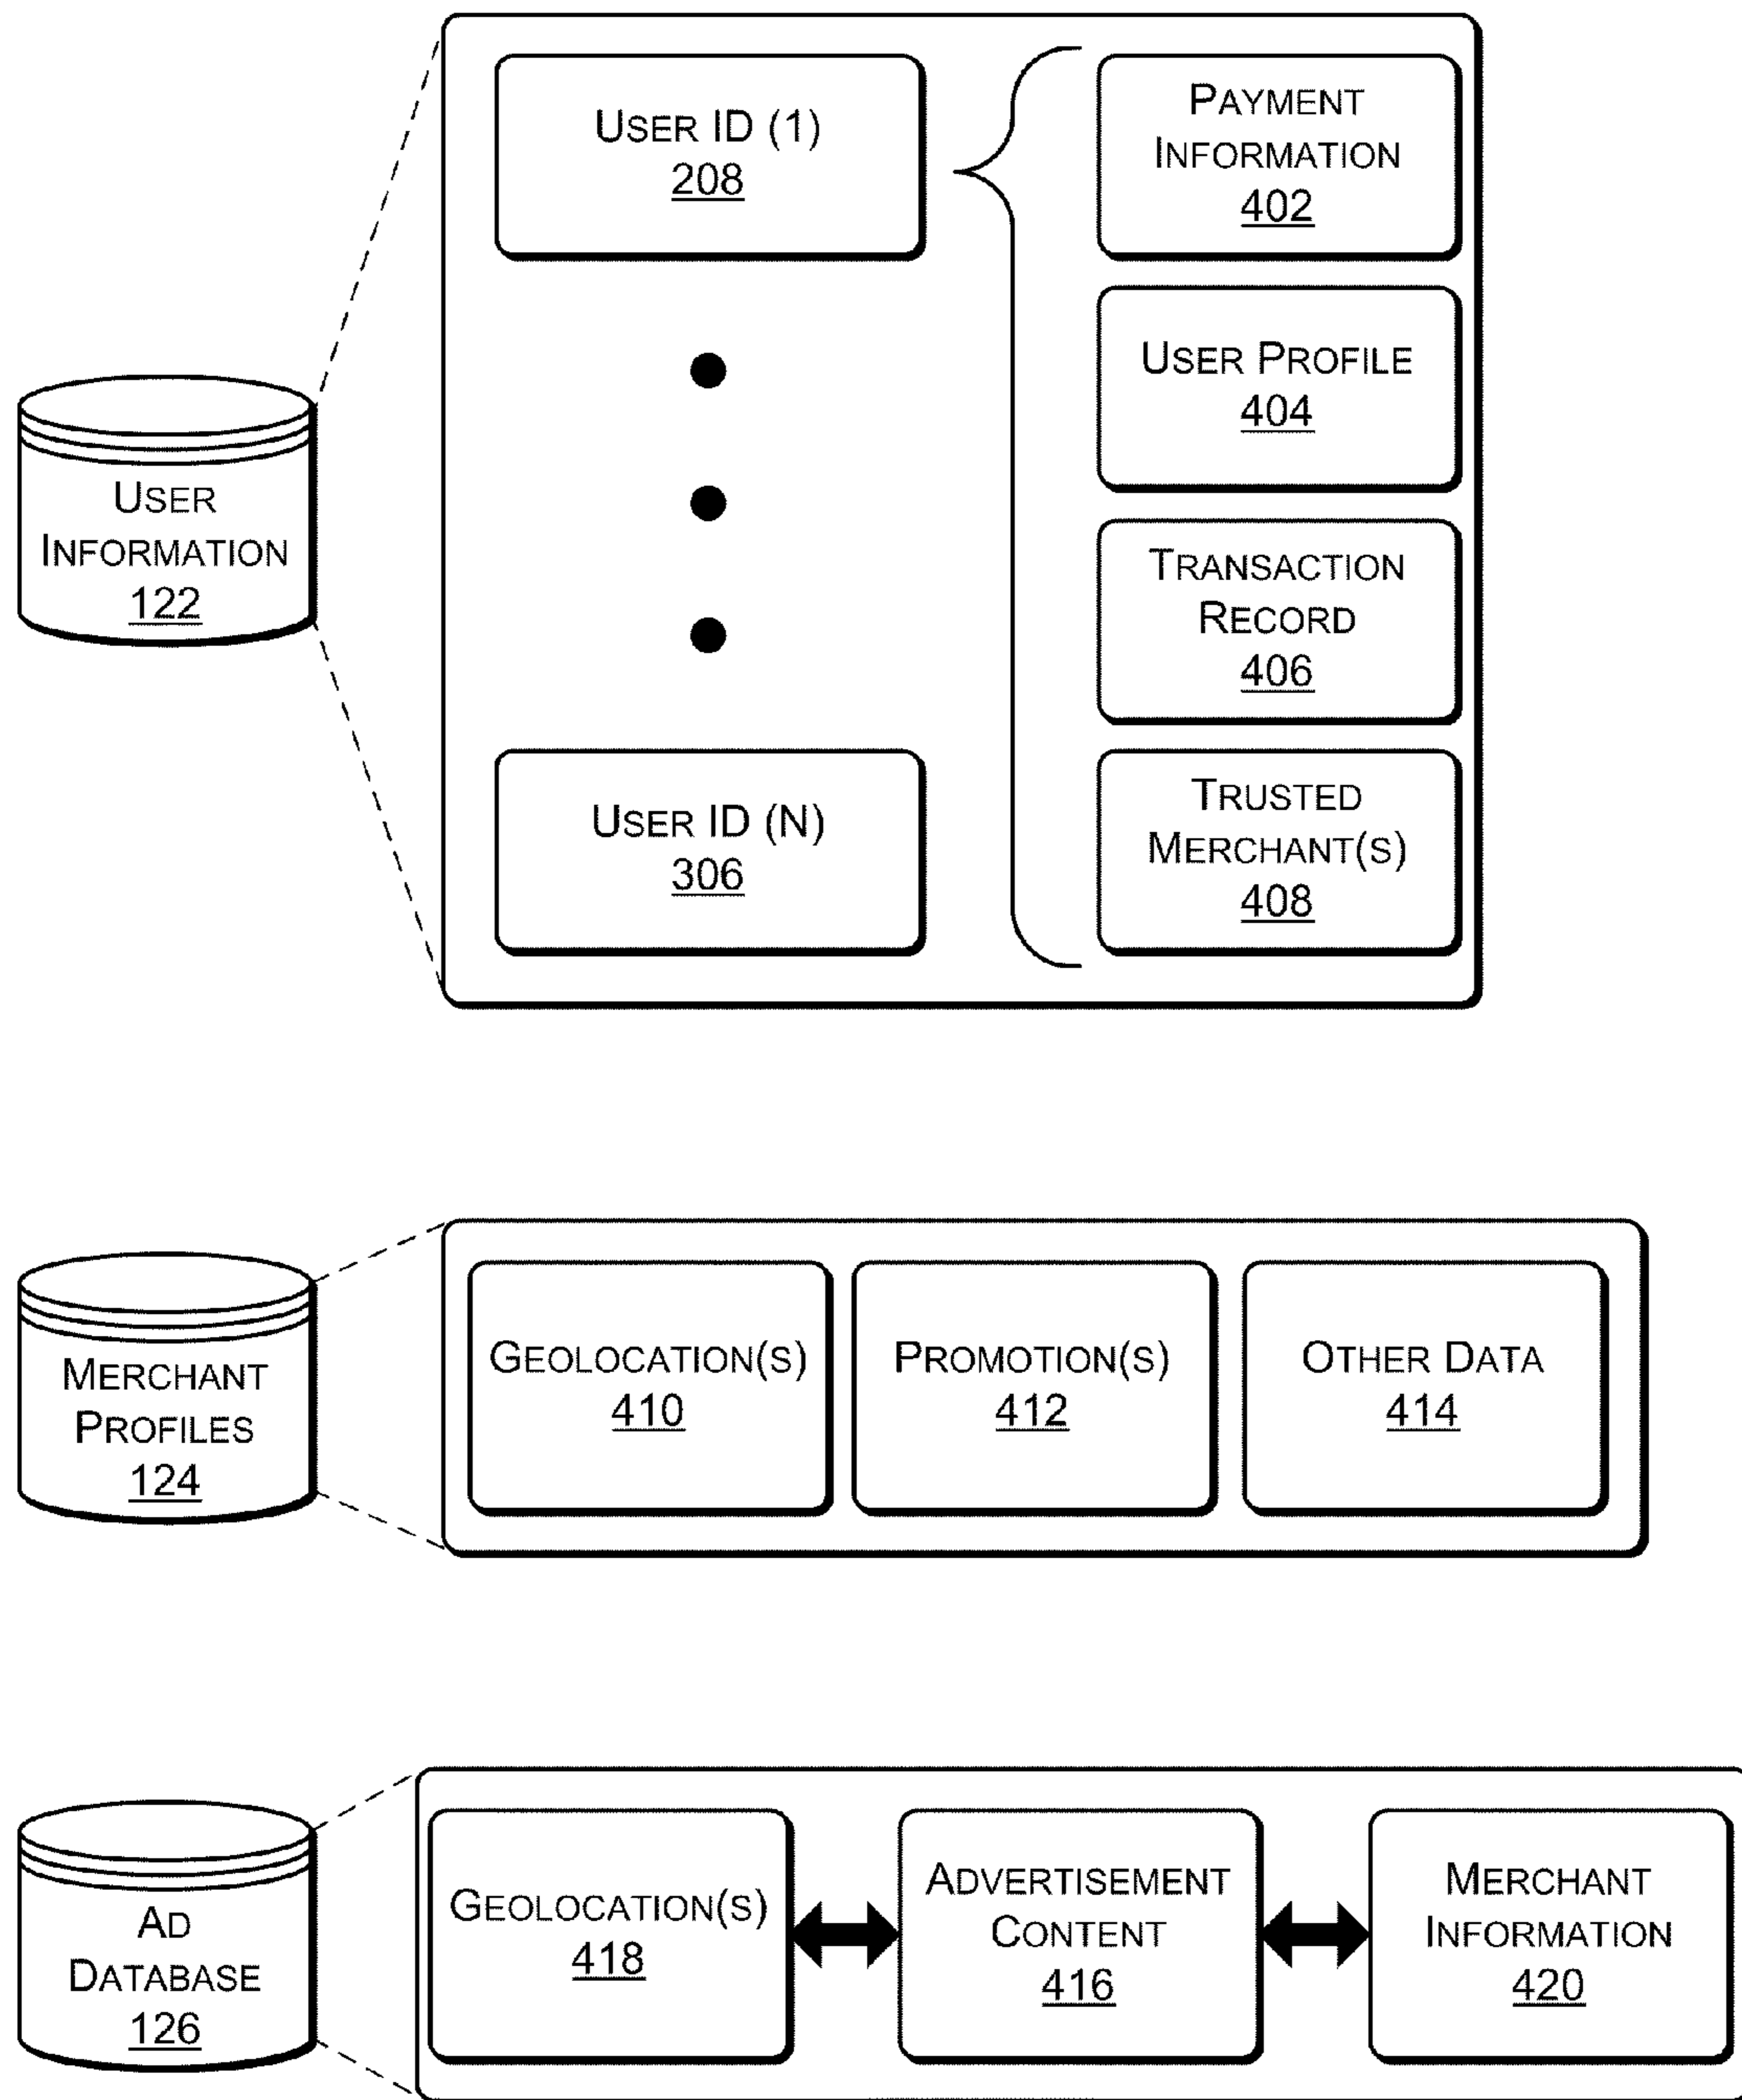 User ID (1)
208
Payment
Information
402
User Profile
404
User
Information
122
Transaction
Record
406
User ID (N)
306
Trusted
Merchant(s)
408
Merchant
Profiles
124
Geolocation(s)
410
Promotion(s)
412
Other Data
414
Ad
Database
126
Geolocation(s)
418
Advertisement
Content
416
Merchant
Information
420